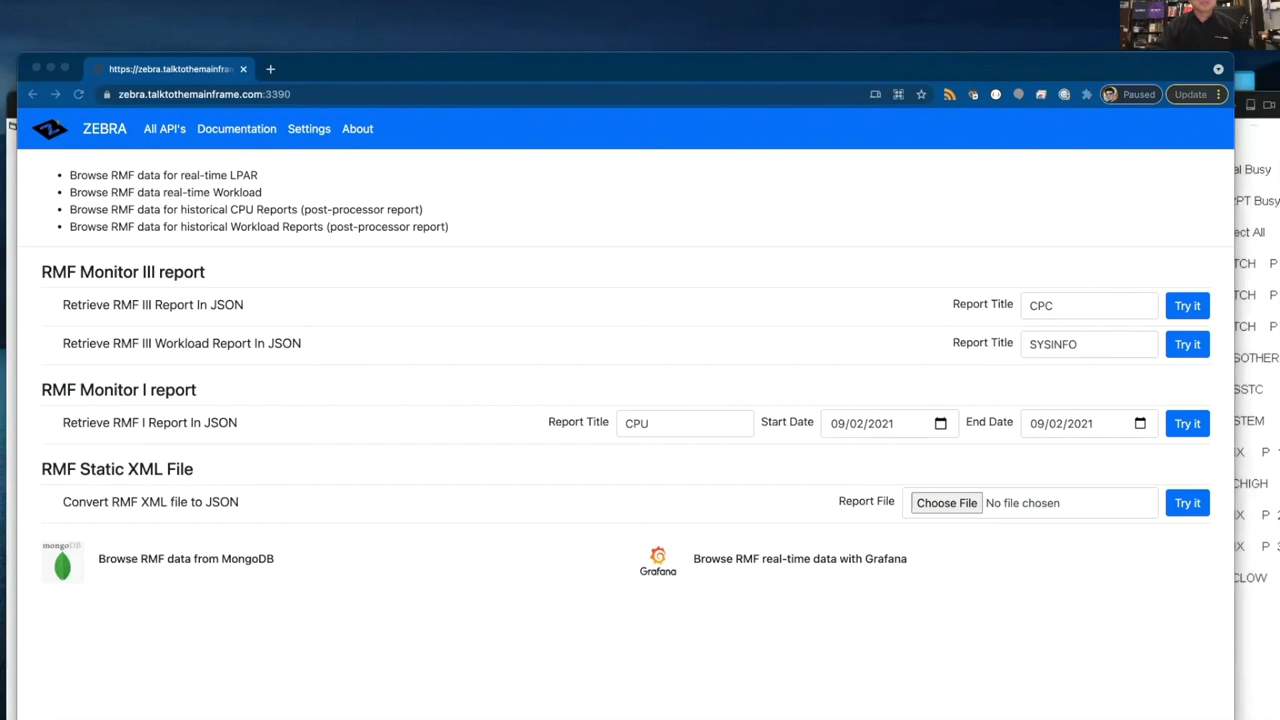 https://zebra.talktothemainfra
zebra.talktothemainframe.com:3390
Paused
Update
ZEBRA
All API's
Documentation
Settings
About
• Browse RMF data for real-time LPAR
• Browse RMF data real-time Workload
• Browse RMF data for historical CPU Reports (post-processor report)
• Browse RMF data for historical Workload Reports (post-processor report)
RMF Monitor III report
Retrieve RMF III Report In JSON
Report Title
CPC
Try it
Retrieve RMF III Workload Report In JSON
Report Title
SYSINFO
Try it
RMF Monitor I report
Retrieve RMF I Report In JSON
Report Title
CPU
Start Date
09/02/2021
End Date
09/02/2021
Try it
RMF Static XML File
Convert RMF XML file to JSON
Report File
Choose File
No file chosen
Try it
mongoDB
Browse RMF data from MongoDB
Grafana
Browse RMF real-time data with Grafana
al Busy
PT Busy
ect All
TCH P
TCH P
TCH P
SOTHER
SSTC
STEM
IX P 1
CHIGH
IX P 2
IX P 3
CLOW